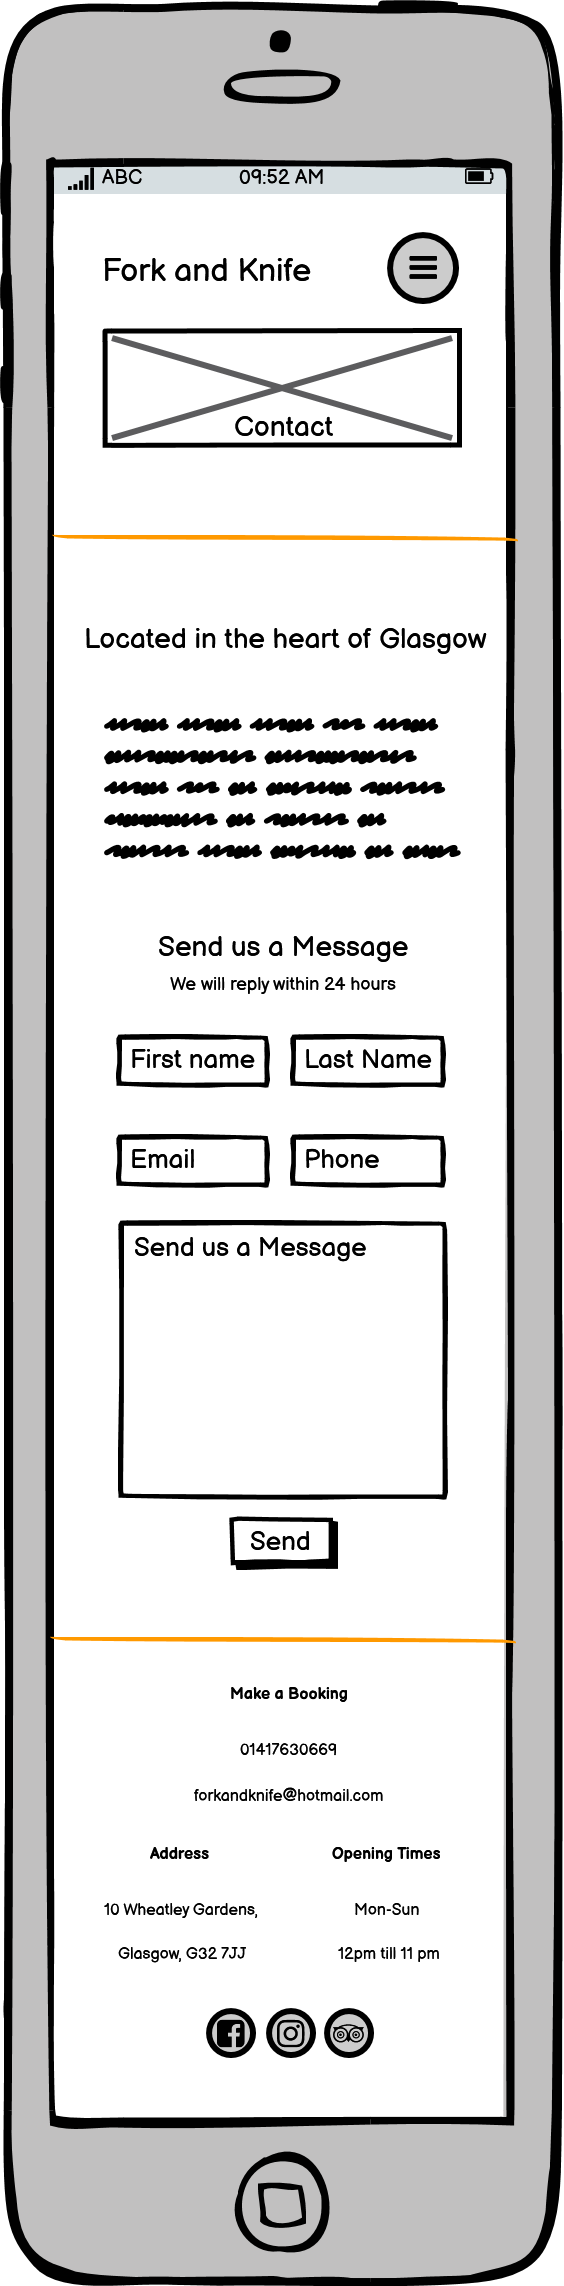 ABC 09:52 AM
Fork and Knife
Contact
Located in the heart of Glasgow
Send us a Message
We will reply within 24 hours
First name Last Name
Email Phone
Send us a Message
Send
Make a Booking
01417630669
forkandknife@hotmail.com
Address Opening Times
10 Wheatley Gardens, Mon-Sun
Glasgow, G32 7JJ 12pm till 11 pm